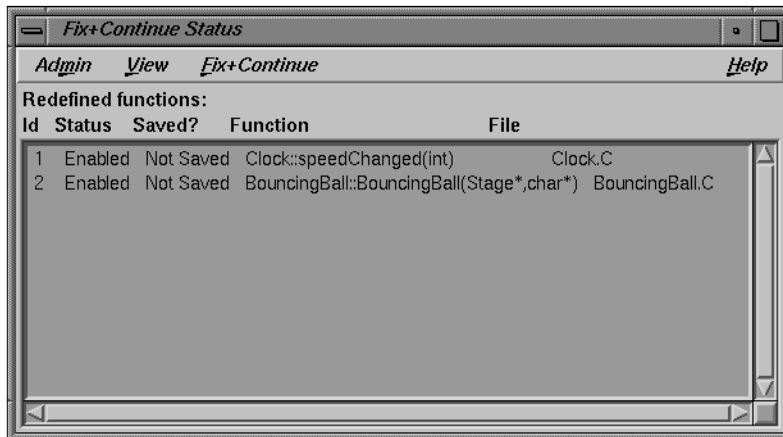 Fix+Continue Status
Admin View Fix+Continue Help
Redefined functions:
Id Status Saved? Function File
1 Enabled Not Saved Clock::speedChanged(int) Clock.C
2 Enabled Not Saved BouncingBall::BouncingBall(Stage*,char*) BouncingBall.C